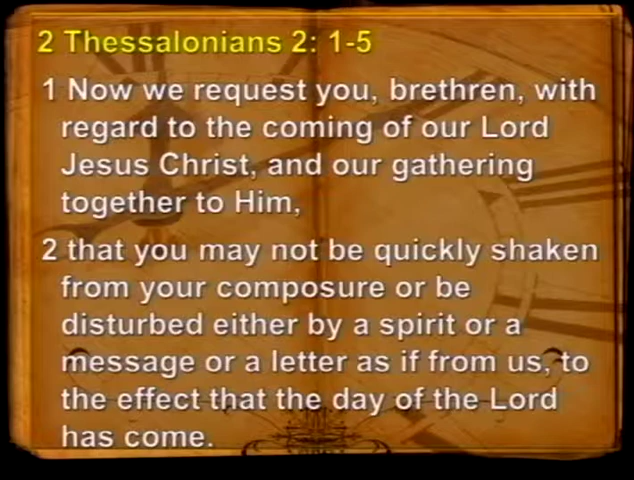 2 Thessalonians 2: 1-5
1 Now we request you, brethren, with
regard to the coming of our Lord
Jesus Christ, and our gathering
together to Him,
2 that you may not be quickly shaken
from your composure or be
disturbed either by a spirit or a
message or a letter as if from us, to
the effect that the day of the Lord
has come.